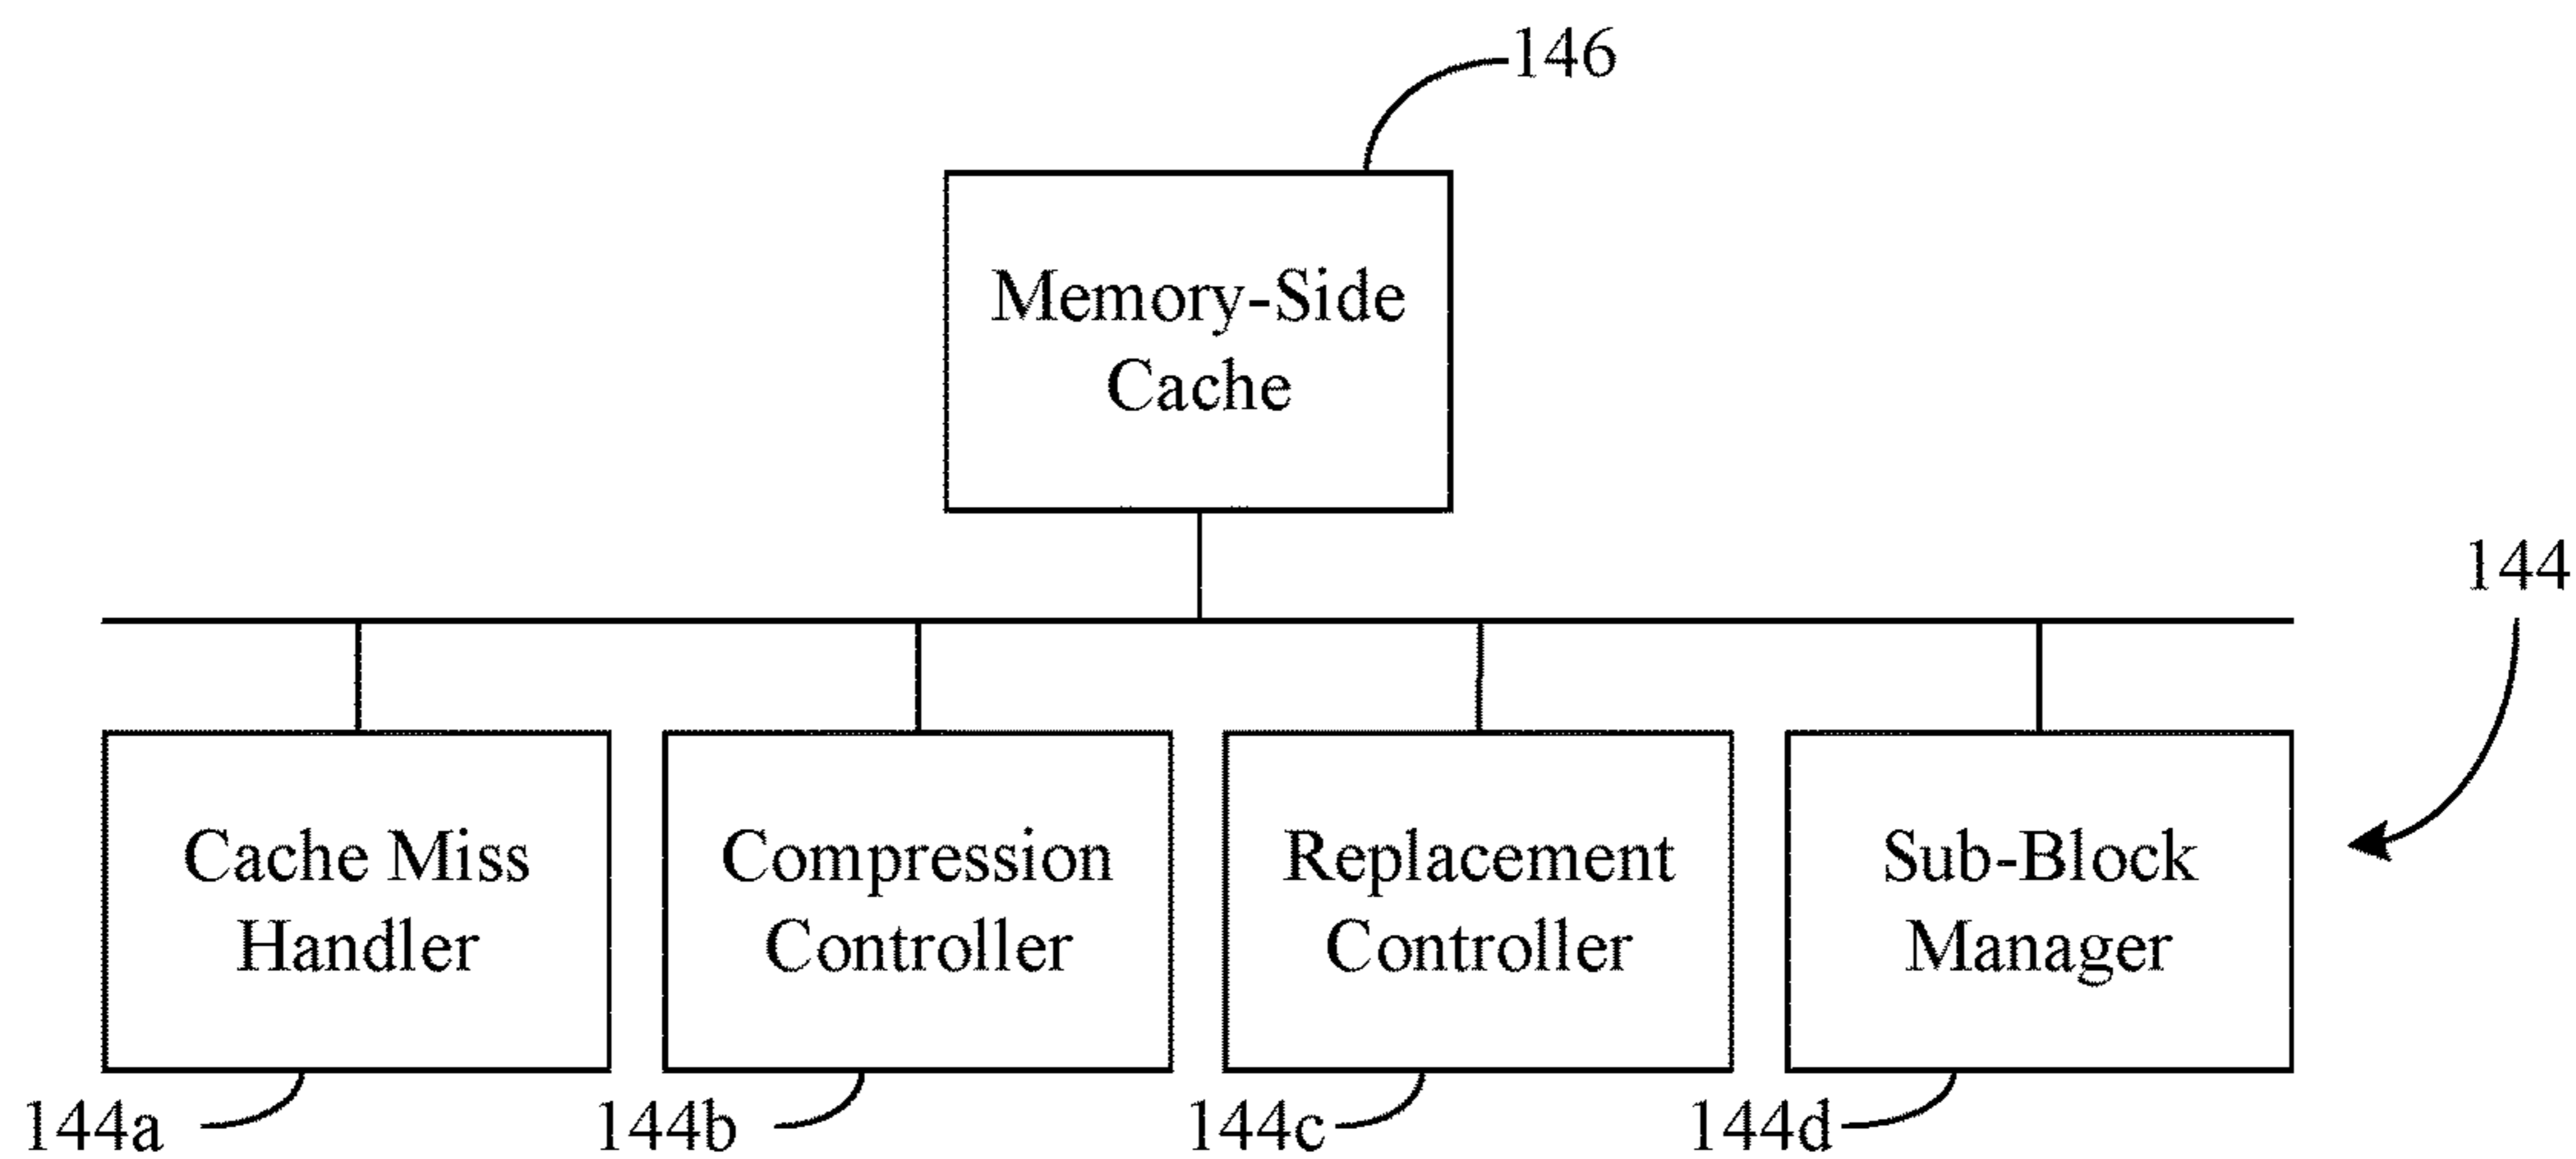 146
Memory-Side
Cache
144
Cache Miss
Handler
Compression
Controller
Replacement
Controller
Sub-Block
Manager
144a
144b
144c
144d